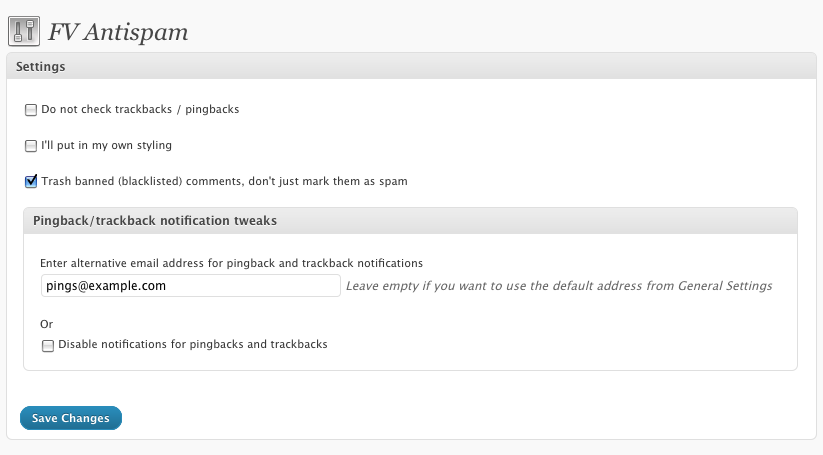 FV Antispam
Settings
Do not check trackbacks / pingbacks
I'll put in my own styling
Trash banned (blacklisted) comments, don't just mark them as spam
Pingback/trackback notification tweaks
Enter alternative email address for pingback and trackback notifications
pings@example.com Leave empty if you want to use the default address from General Settings
Or
Disable notifications for pingbacks and trackbacks
Save Changes